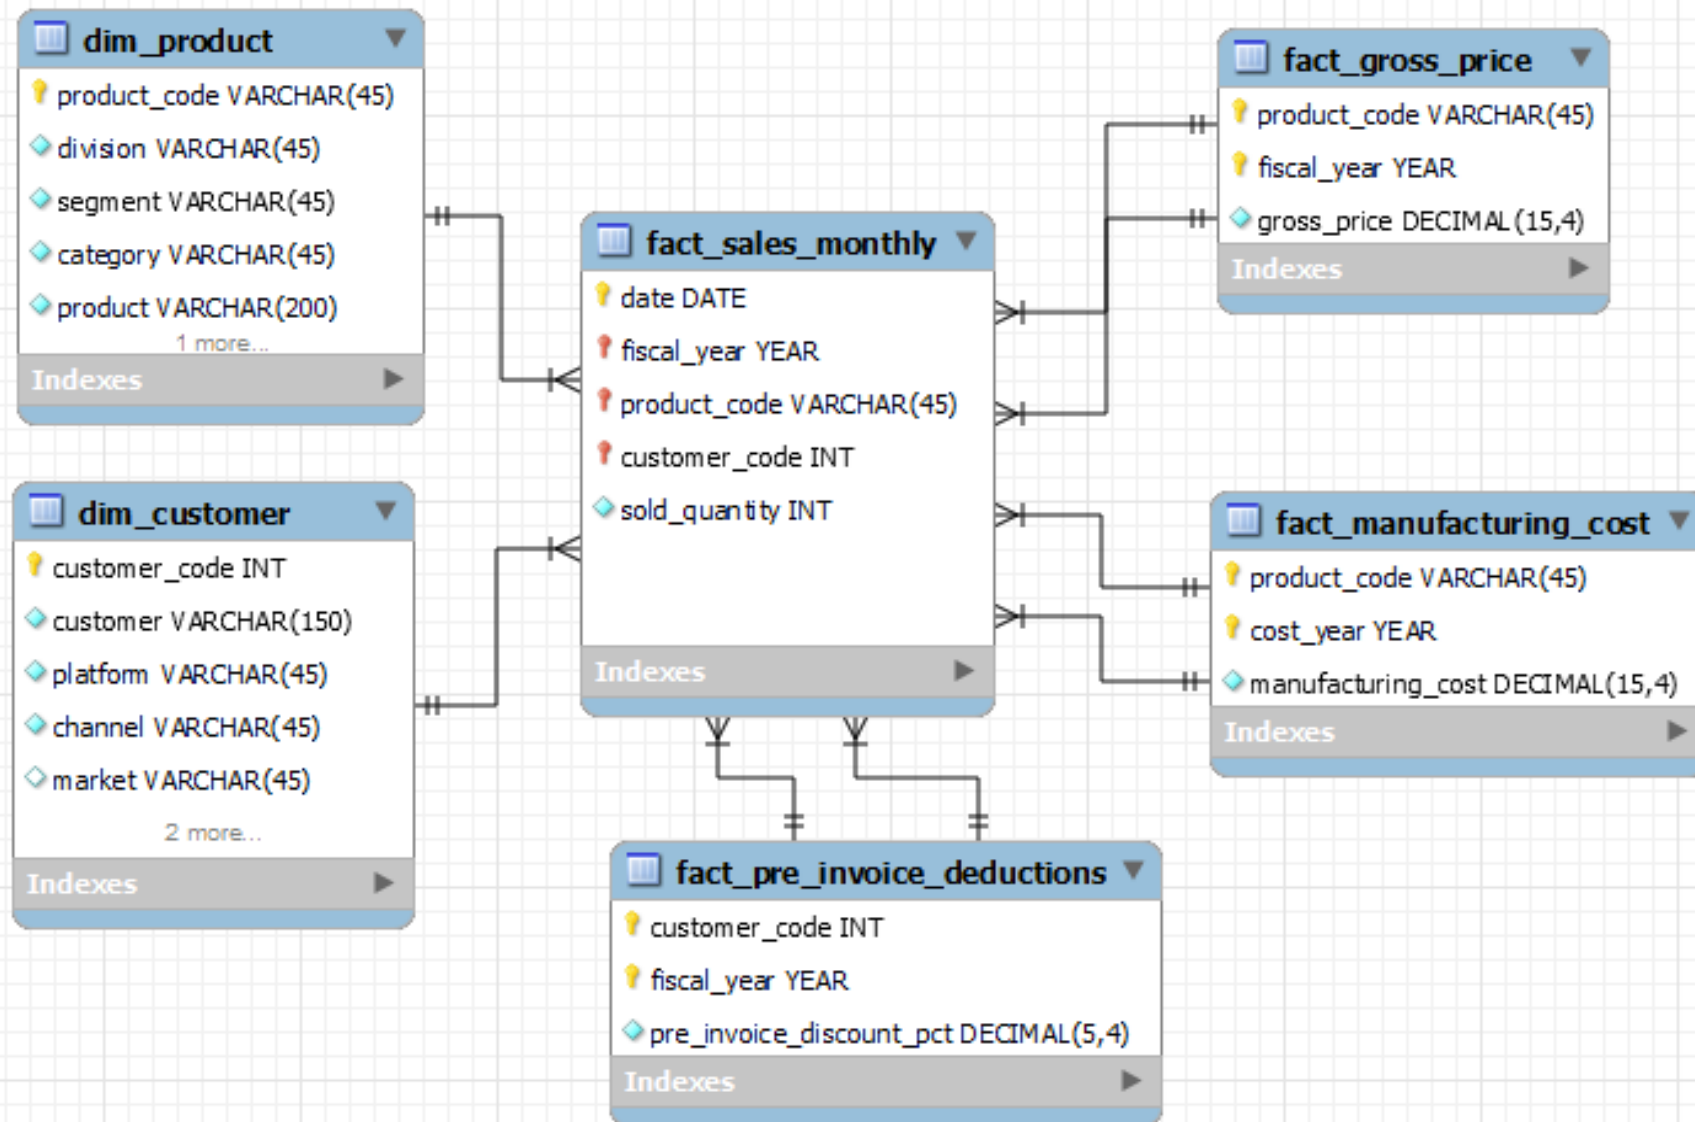 dim_product
product_code VARCHAR(45)
division VARCHAR(45)
segment VARCHAR(45)
category VARCHAR(45)
product VARCHAR(200)
1 more...
Indexes
dim_customer
customer_code INT
customer VARCHAR(150)
platform VARCHAR(45)
channel VARCHAR(45)
market VARCHAR(45)
2 more...
Indexes
fact_sales_monthly
date DATE
fiscal_year YEAR
product_code VARCHAR(45)
customer_code INT
sold_quantity INT
Indexes
fact_gross_price
product_code VARCHAR(45)
fiscal_year YEAR
gross_price DECIMAL(15,4)
Indexes
fact_manufacturing_cost
product_code VARCHAR(45)
cost_year YEAR
manufacturing_cost DECIMAL(15,4)
Indexes
fact_pre_invoice_deductions
customer_code INT
fiscal_year YEAR
pre_invoice_discount_pct DECIMAL(5,4)
Indexes